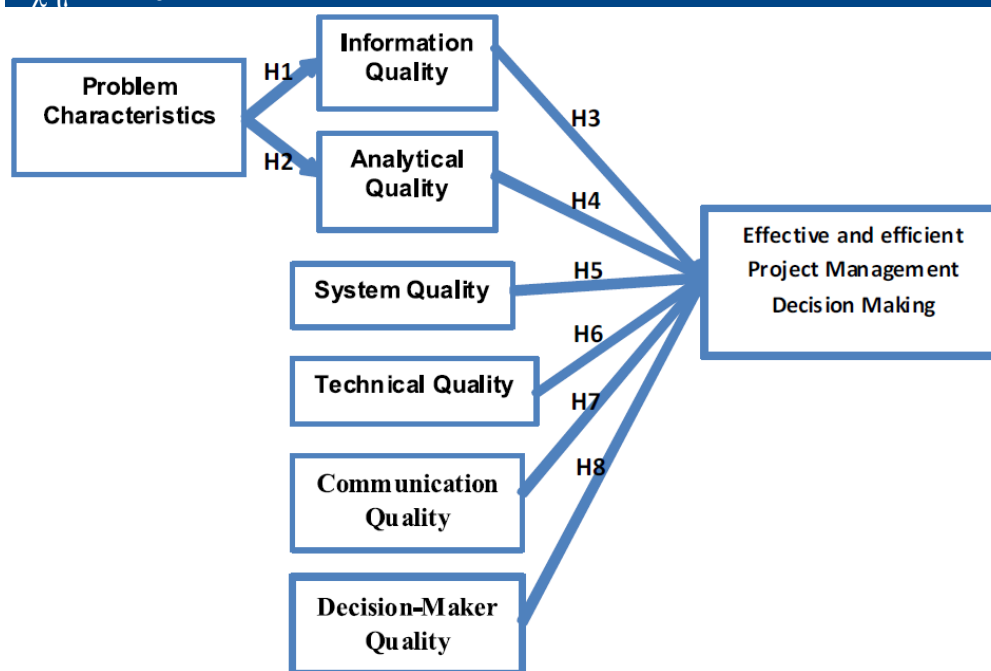 Problem
Characteristics
H1
H2
Information
Quality
Analytical
Quality
System Quality
Technical Quality
Communication
Quality
Decision-Maker
Quality
H3
H4
H5
H6
H7
H8
Effective and efficient
Project Management
Decision Making